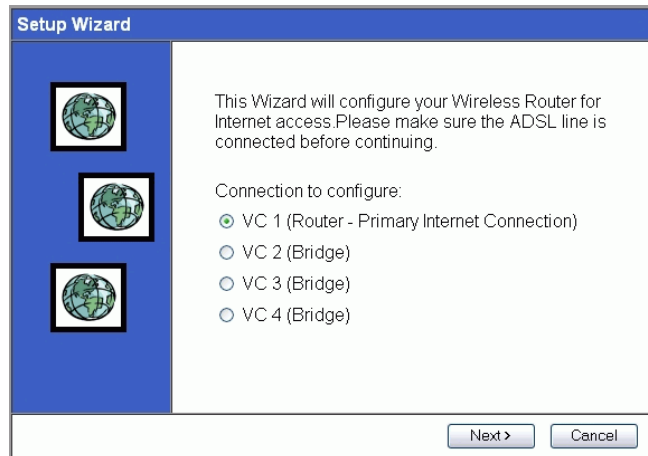 Setup Wizard
This Wizard will configure your Wireless Router for
Internet access.Please make sure the ADSL line is
connected before continuing.
Connection to configure:
VC 1 (Router - Primary Internet Connection)
VC 2 (Bridge)
VC 3 (Bridge)
VC 4 (Bridge)
Next >
Cancel